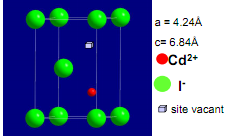 a = 4.24Å
c= 6.84Å
Cd2+
I-
site vacant